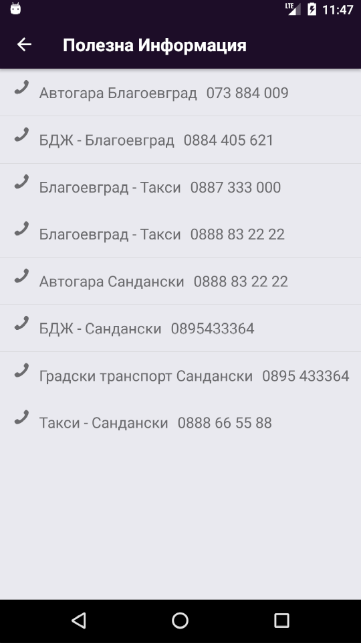 LTE 11:47
Полезна Информация
Автогара Благоевград 073 884 009
БДЖ - Благоевград 0884 405 621
Благоевград - Такси 0887 333 000
Благоевград - Такси 0888 83 22 22
Автогара Сандански 0888 83 22 22
БДЖ - Сандански 0895433364
Градски транспорт Сандански 0895 433364
Такси - Сандански 0888 66 55 88